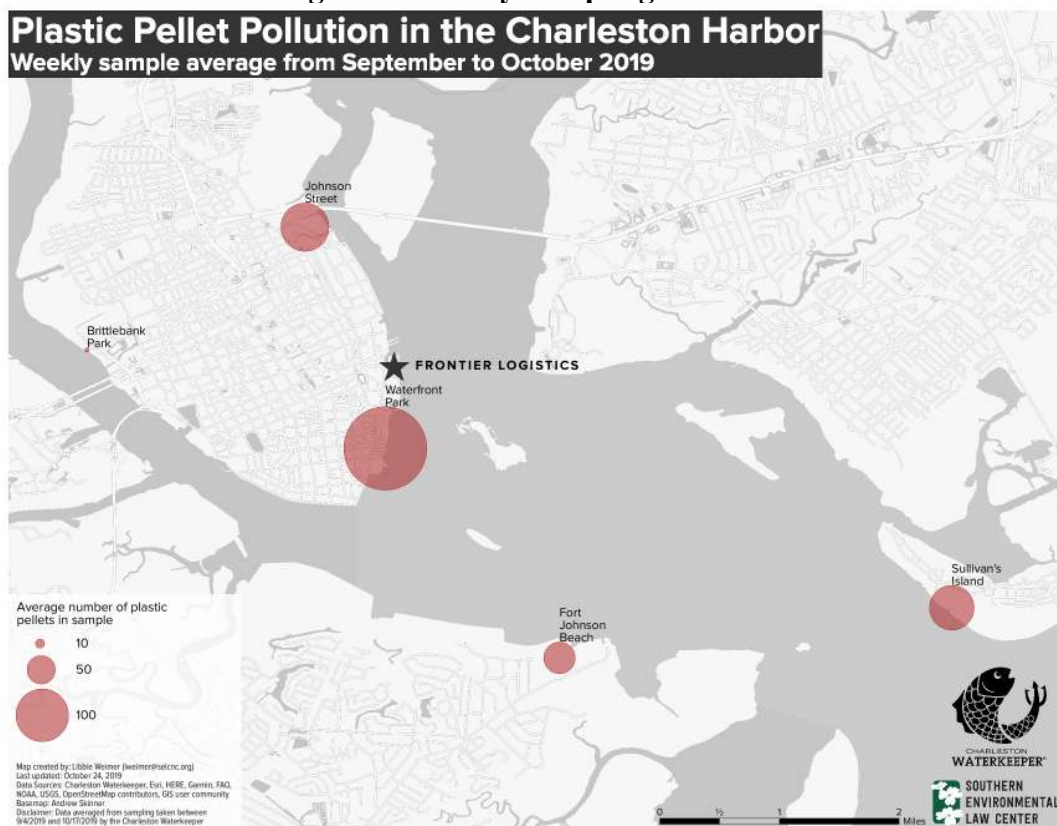 Plastic Pellet Pollution in the Charleston Harbor
Weekly sample average from September to October 2019
Johnson
Street
Brittlebank
Park
FRONTIER LOGISTICS
Waterfront
Park
Sullivan's
Island
Fort
Johnson
Beach
Average number of plastic
pellets in sample
10
50
100
Map created by: Libbie Weimer (lweimer@selcnc.org)
Last updated: October 24, 2019
Data Sources: Charleston Waterkeeper, Esri, HERE, Garmin, FAO,
NOAA, USGS, OpenStreetMap contributors, GIS user community
Basemap: Andrew Skinner
Disclaimer: Data averaged from sampling taken between
9/4/2019 and 10/17/2019 by the Charleston Waterkeeper
0 ½ 1 2
Miles
CHARLESTON
WATERKEEPER®
SOUTHERN
ENVIRONMENTAL
LAW CENTER